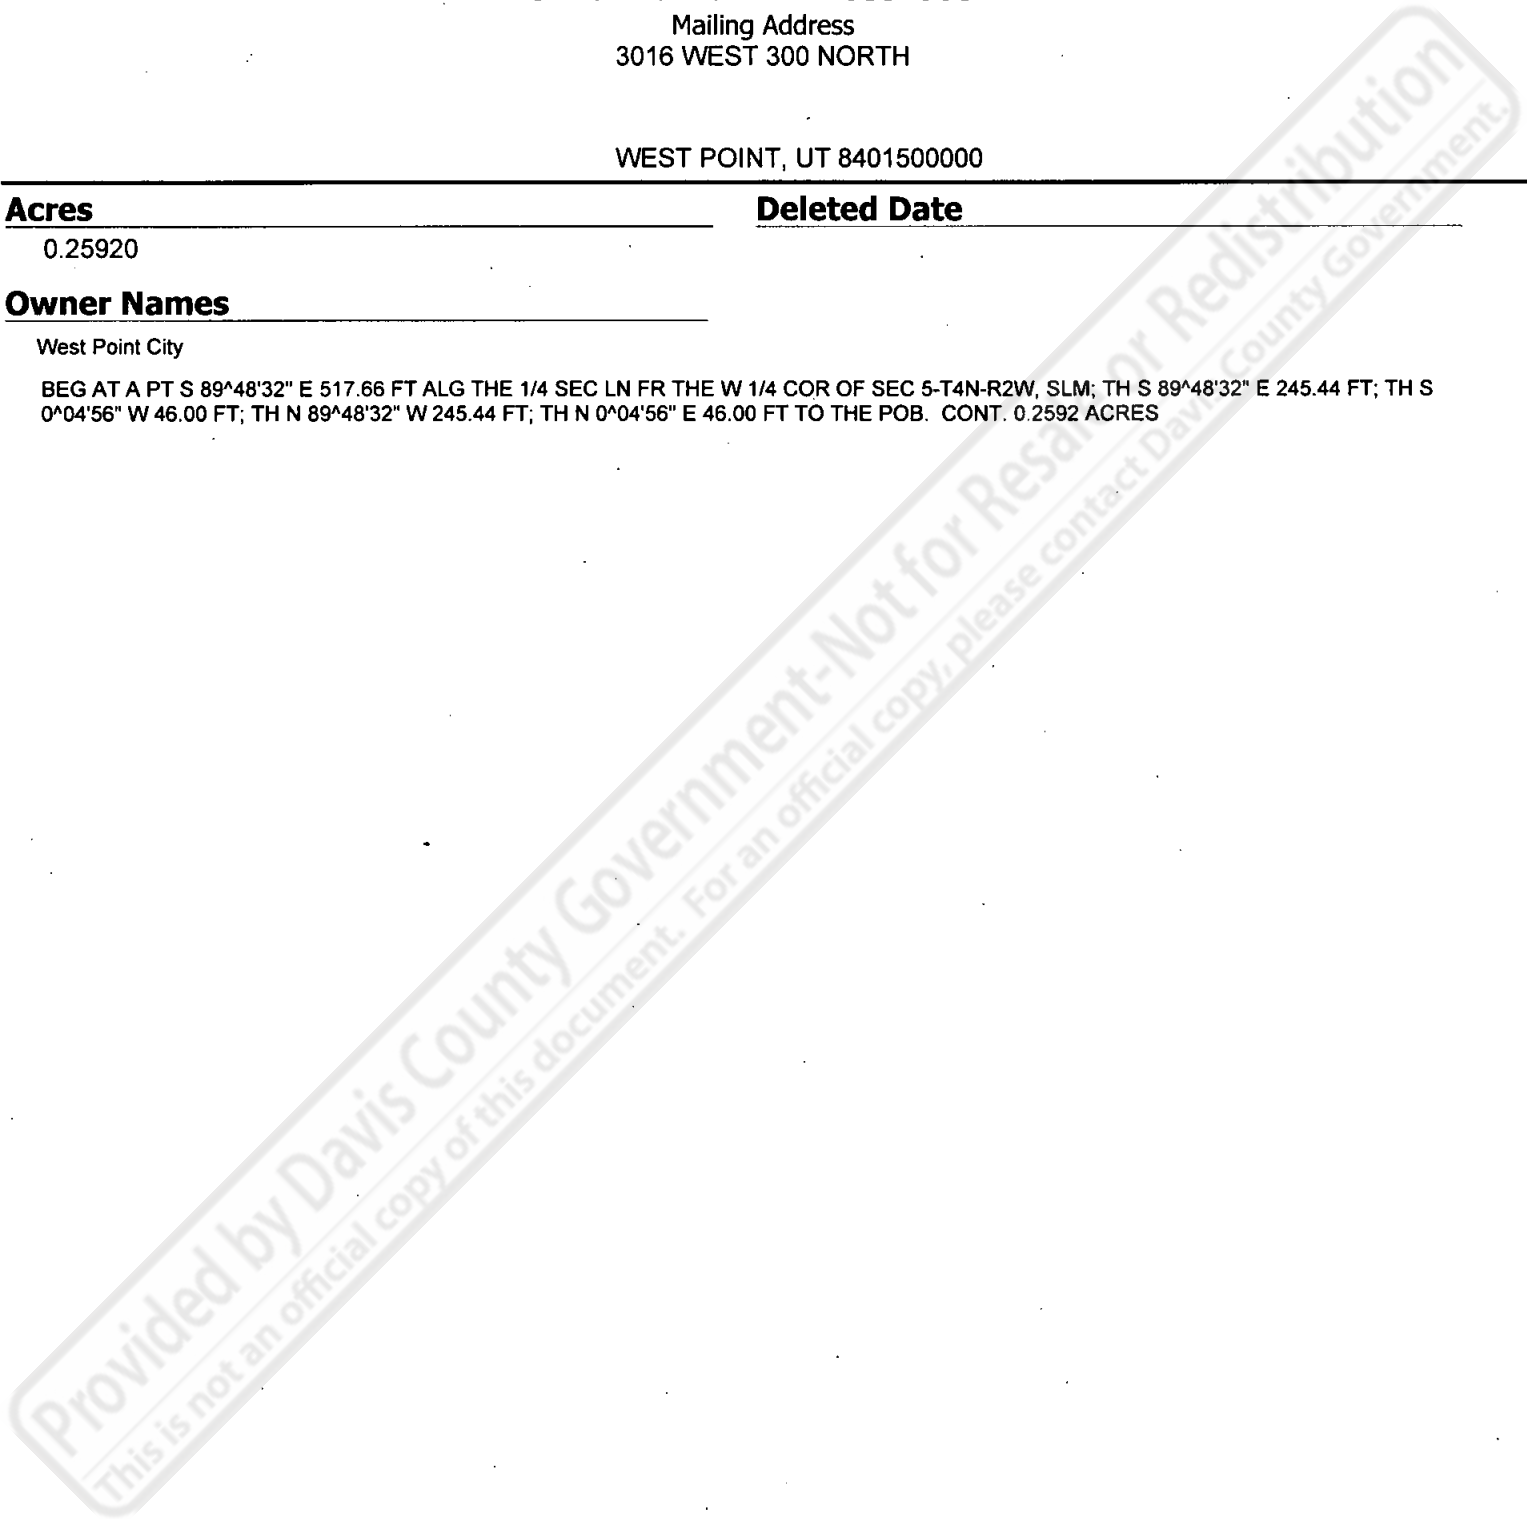 Mailing Address
3016 WEST 300 NORTH
WEST POINT, UT 8401500000
Acres
Deleted Date
0.25920
Owner Names
West Point City
BEG AT A PT S 89^48'32" E 517.66 FT ALG THE 1/4 SEC LN FR THE W 1/4 COR OF SEC 5-T4N-R2W, SLM; TH S 89^48'32" E 245.44 FT; TH S
0^04'56" W 46.00 FT; TH N 89^48'32" W 245.44 FT; TH N 0^04'56" E 46.00 FT TO THE POB.  CONT. 0.2592 ACRES
Provided by Davis County Government-Not for Resale or Redistribution
This is not an official copy of this document. For an official copy, please contact Davis County Government.